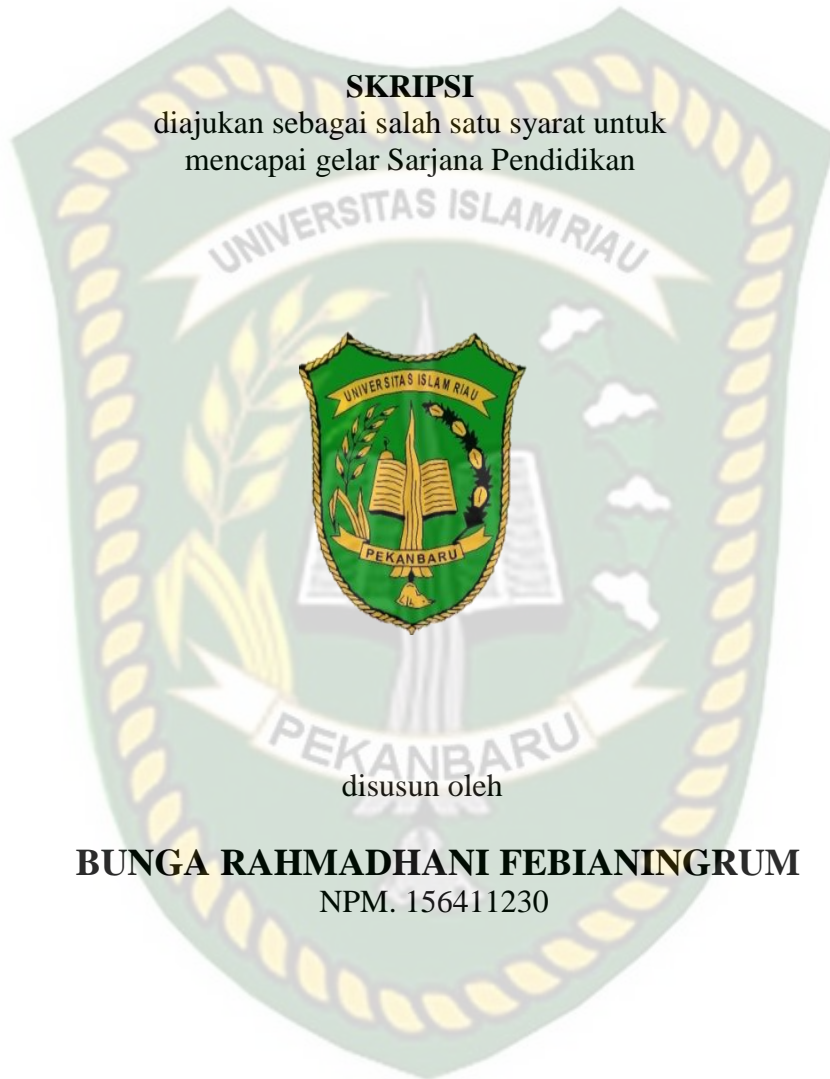 SKRIPSI
diajukan sebagai salah satu syarat untuk
mencapai gelar Sarjana Pendidikan
UNIVERSITAS ISLAM RIAU
UNIVERSITAS ISLAM RIAU
PEKANBARU
PEKANBARU
disusun oleh
BUNGA RAHMADHANI FEBIANINGRUM
NPM. 156411230